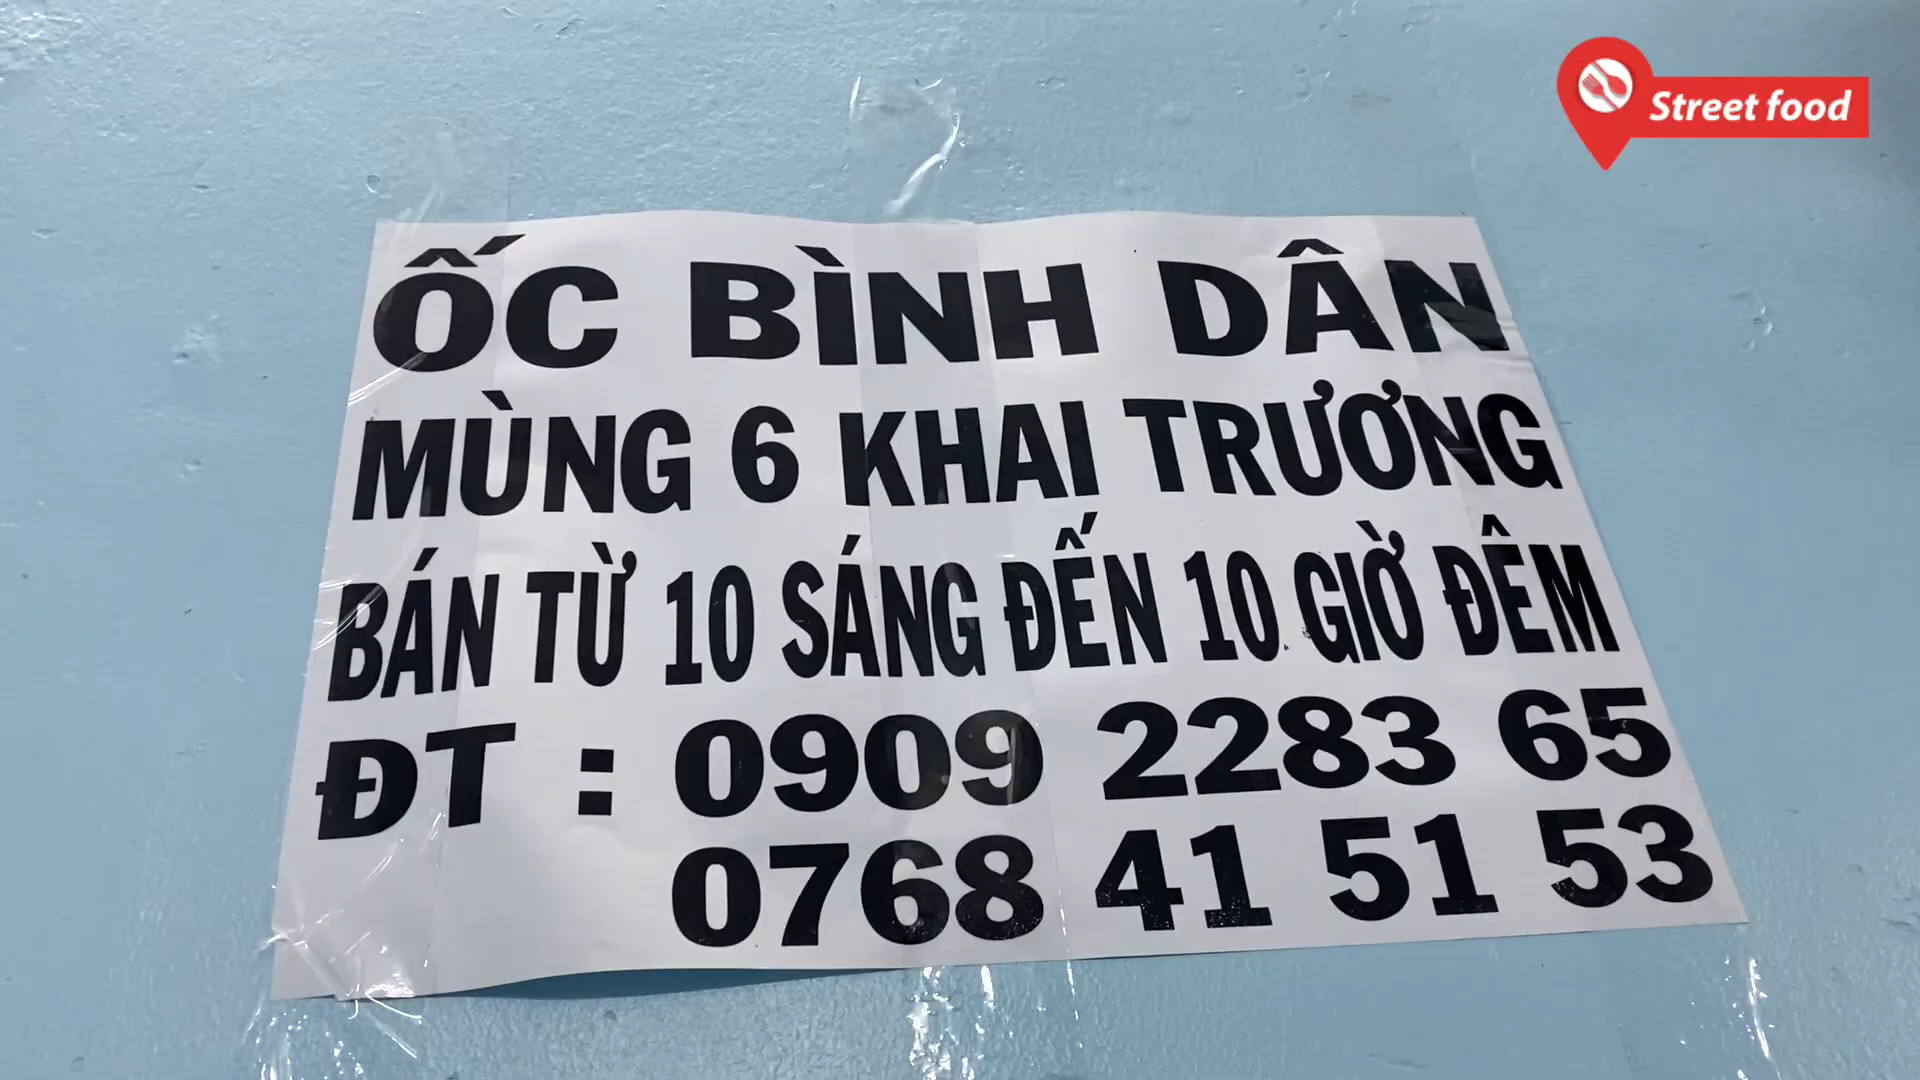 Street food
ỐC BÌNH DÂN
MÙNG 6 KHAI TRƯƠNG
BÁN TỪ 10 SÁNG ĐẾN 10 GIỜ ĐÊM
ĐT : 0909 2283 65
0768 41 51 53